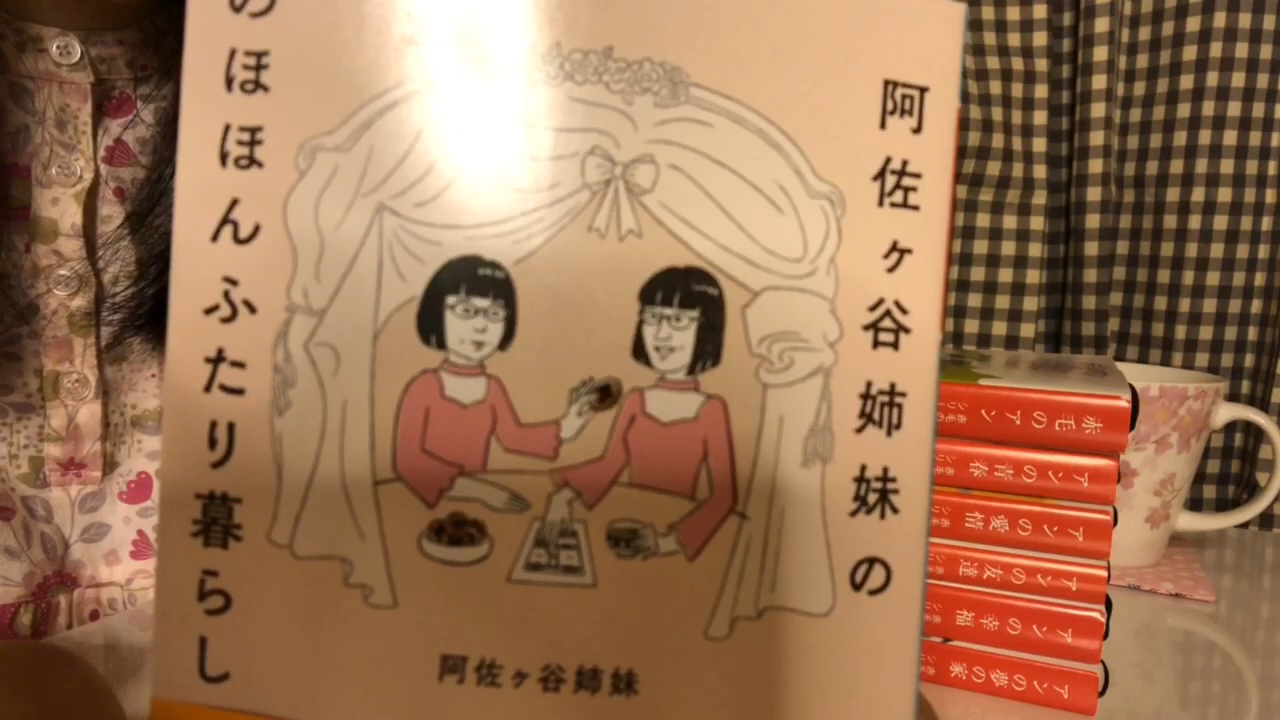 阿佐ヶ谷姉妹の
のほほんふたり暮らし
阿佐ヶ谷姉妹
赤毛のアン
アンの青春
アンの愛情
アンの友達
アンの幸福
アンの夢の家